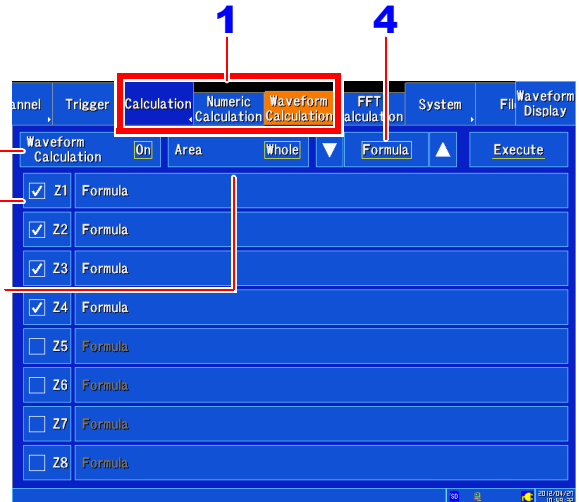 1 4
annel Trigger Calculation Numeric Calculation Waveform Calculation FFT alculation System Fil Waveform Display
Waveform Calculation On Area Whole Formula Execute
Z1 Formula
Z2 Formula
Z3 Formula
Z4 Formula
Z5 Formula
Z6 Formula
Z7 Formula
Z8 Formula
SD